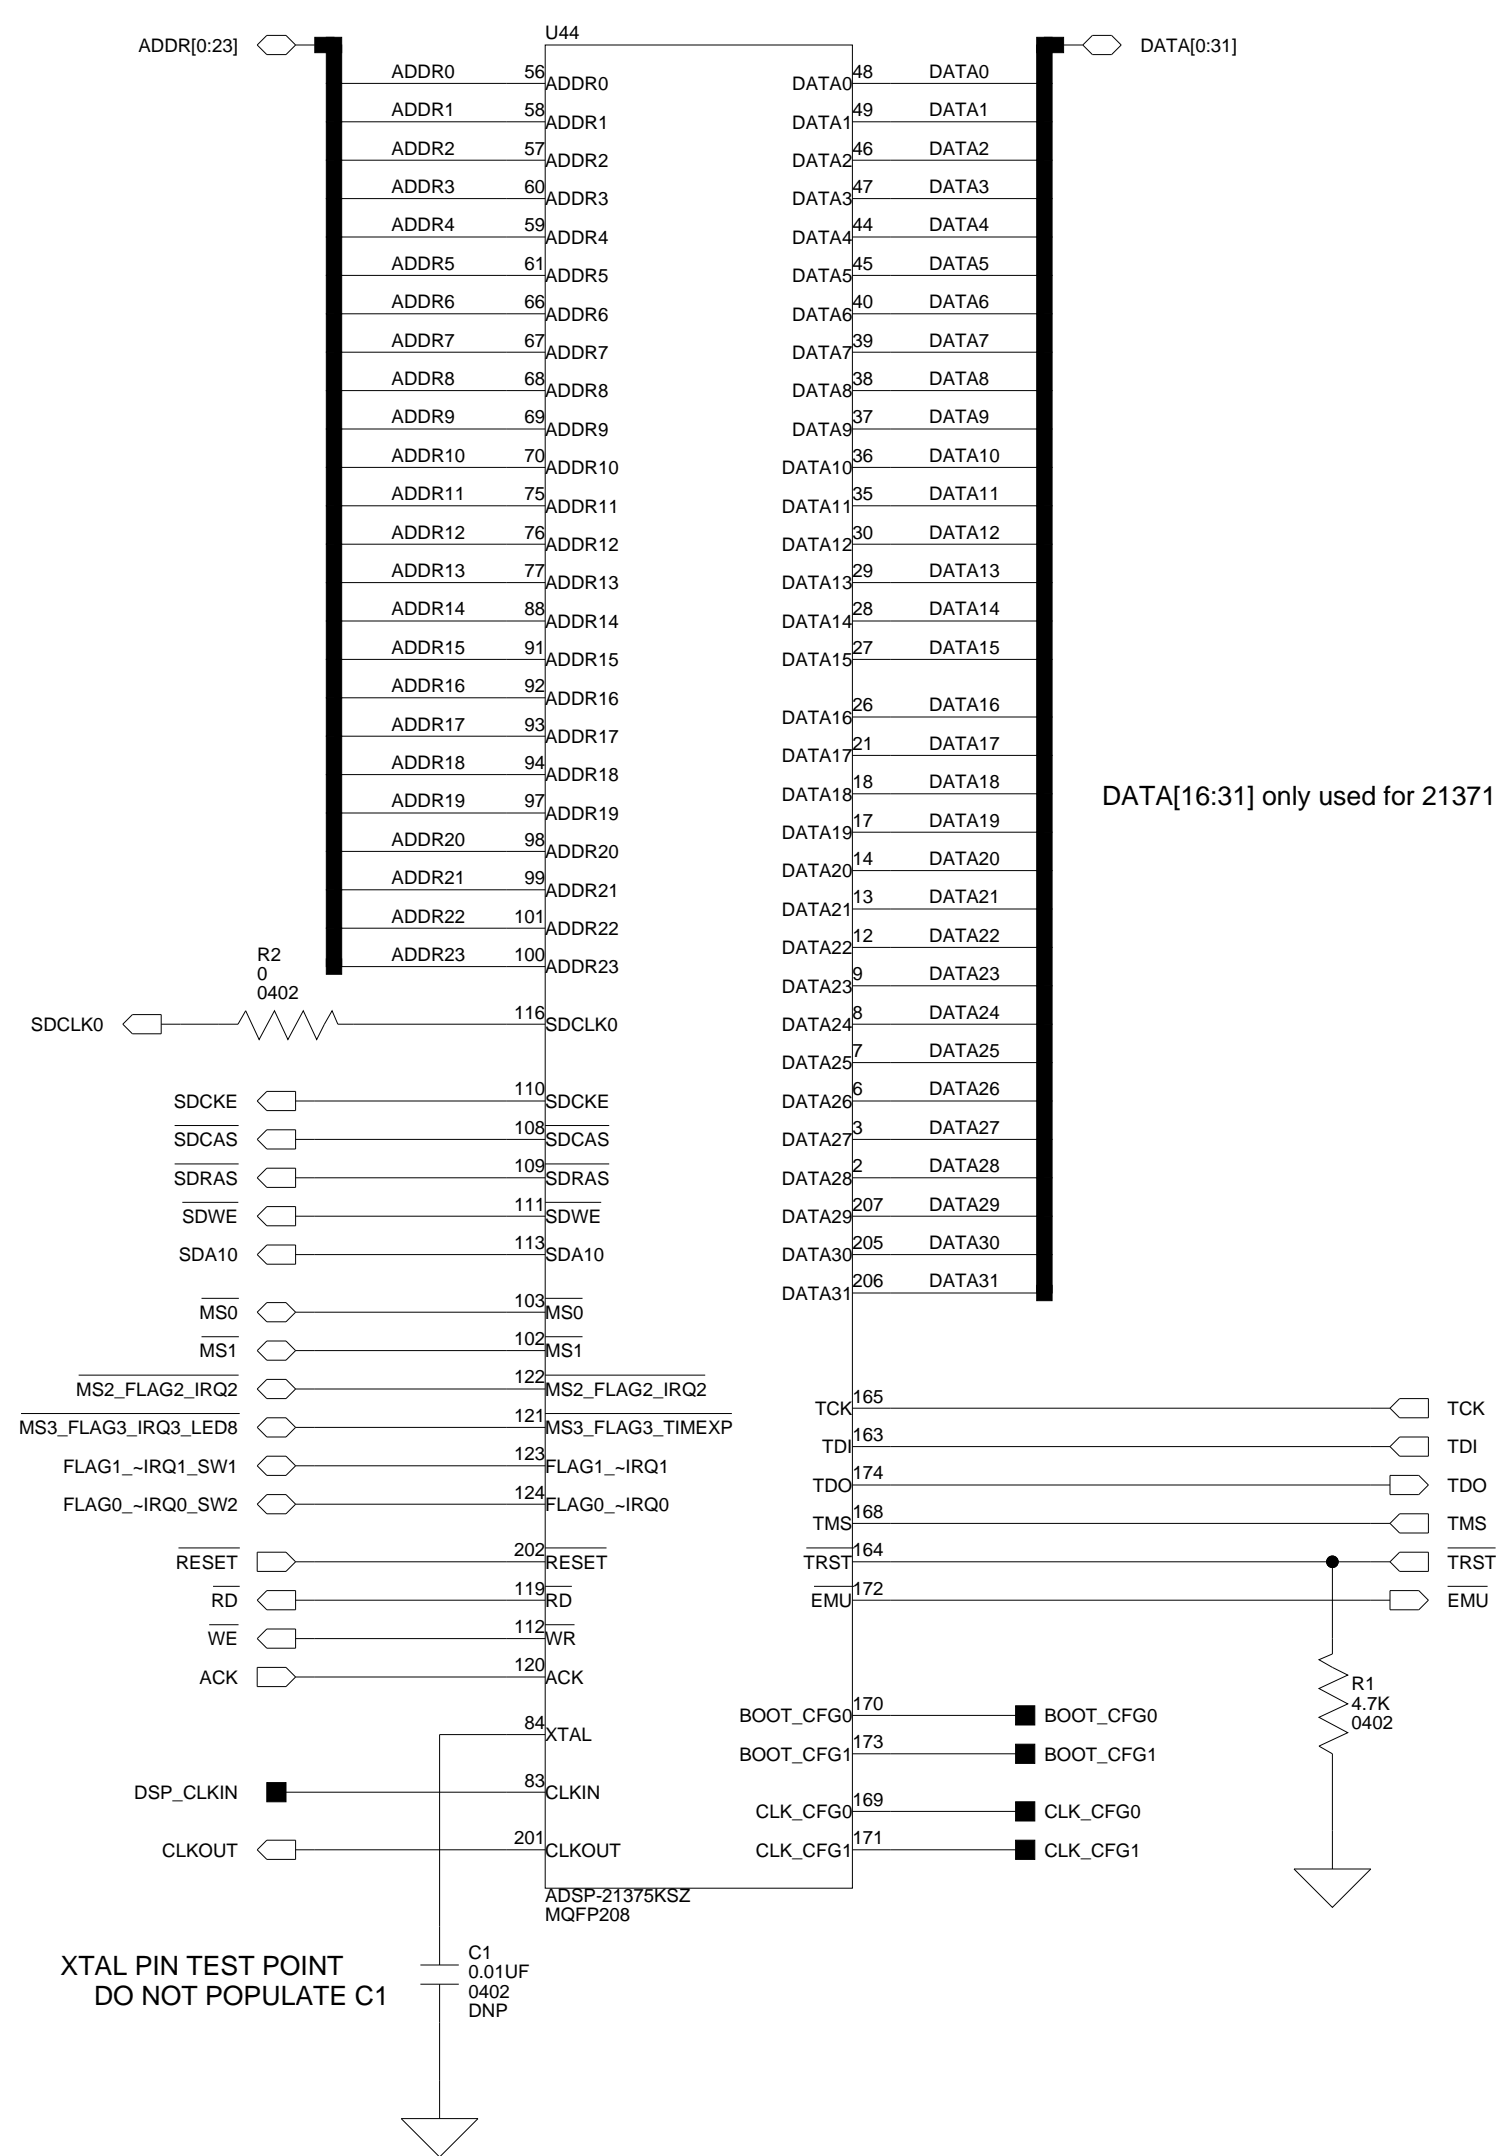 U44
ADDR[0:23]
DATA[0:31]
ADDR0 56 ADDR0 DATA0 48 DATA0
ADDR1 58 ADDR1 DATA1 49 DATA1
ADDR2 57 ADDR2 DATA2 46 DATA2
ADDR3 60 ADDR3 DATA3 47 DATA3
ADDR4 59 ADDR4 DATA4 44 DATA4
ADDR5 61 ADDR5 DATA5 45 DATA5
ADDR6 66 ADDR6 DATA6 40 DATA6
ADDR7 67 ADDR7 DATA7 39 DATA7
ADDR8 68 ADDR8 DATA8 38 DATA8
ADDR9 69 ADDR9 DATA9 37 DATA9
ADDR10 70 ADDR10 DATA10 36 DATA10
ADDR11 75 ADDR11 DATA11 35 DATA11
ADDR12 76 ADDR12 DATA12 30 DATA12
ADDR13 77 ADDR13 DATA13 29 DATA13
ADDR14 88 ADDR14 DATA14 28 DATA14
ADDR15 91 ADDR15 DATA15 27 DATA15
ADDR16 92 ADDR16 DATA16 26 DATA16
ADDR17 93 ADDR17 DATA17 21 DATA17
ADDR18 94 ADDR18 DATA18 18 DATA18
DATA[16:31] only used for 21371
ADDR19 97 ADDR19 DATA19 17 DATA19
ADDR20 98 ADDR20 DATA20 14 DATA20
ADDR21 99 ADDR21 DATA21 13 DATA21
ADDR22 101 ADDR22 DATA22 12 DATA22
ADDR23 100 ADDR23 DATA23 9 DATA23
R2
0
0402
SDCLK0 116 SDCLK0 DATA24 8 DATA24
DATA25 7 DATA25
SDCKE 110 SDCKE DATA26 6 DATA26
SDCAS 108 SDCAS DATA27 3 DATA27
SDRAS 109 SDRAS DATA28 2 DATA28
SDWE 111 SDWE DATA29 207 DATA29
SDA10 113 SDA10 DATA30 205 DATA30
DATA31 206 DATA31
MS0 103 MS0
MS1 102 MS1
MS2_FLAG2_IRQ2 122 MS2_FLAG2_IRQ2
TCK 165 TCK
MS3_FLAG3_IRQ3_LED8 121 MS3_FLAG3_TIMEXP
TDI 163 TDI
FLAG1_~IRQ1_SW1 123 FLAG1_~IRQ1
TDO 174 TDO
FLAG0_~IRQ0_SW2 124 FLAG0_~IRQ0
TMS 168 TMS
RESET 202 RESET TRST 164 TRST
RD 119 RD EMU 172 EMU
WE 112 WR
ACK 120 ACK
R1
4.7K
0402
BOOT_CFG0 170 BOOT_CFG0
84 XTAL
BOOT_CFG1 173 BOOT_CFG1
DSP_CLKIN 83 CLKIN
CLK_CFG0 169 CLK_CFG0
CLKOUT 201 CLKOUT CLK_CFG1 171 CLK_CFG1
ADSP-21375KSZ
MQFP208
XTAL PIN TEST POINT
DO NOT POPULATE C1
C1
0.01UF
0402
DNP